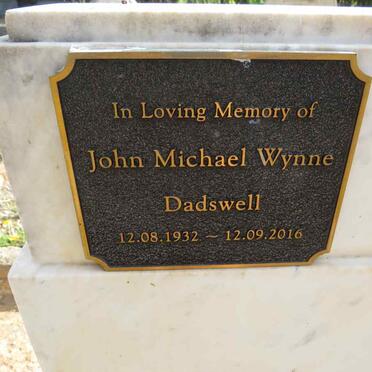 In Loving Memory of
John Michael Wynne
Dadswell
12.08.1932 ~ 12.09.2016